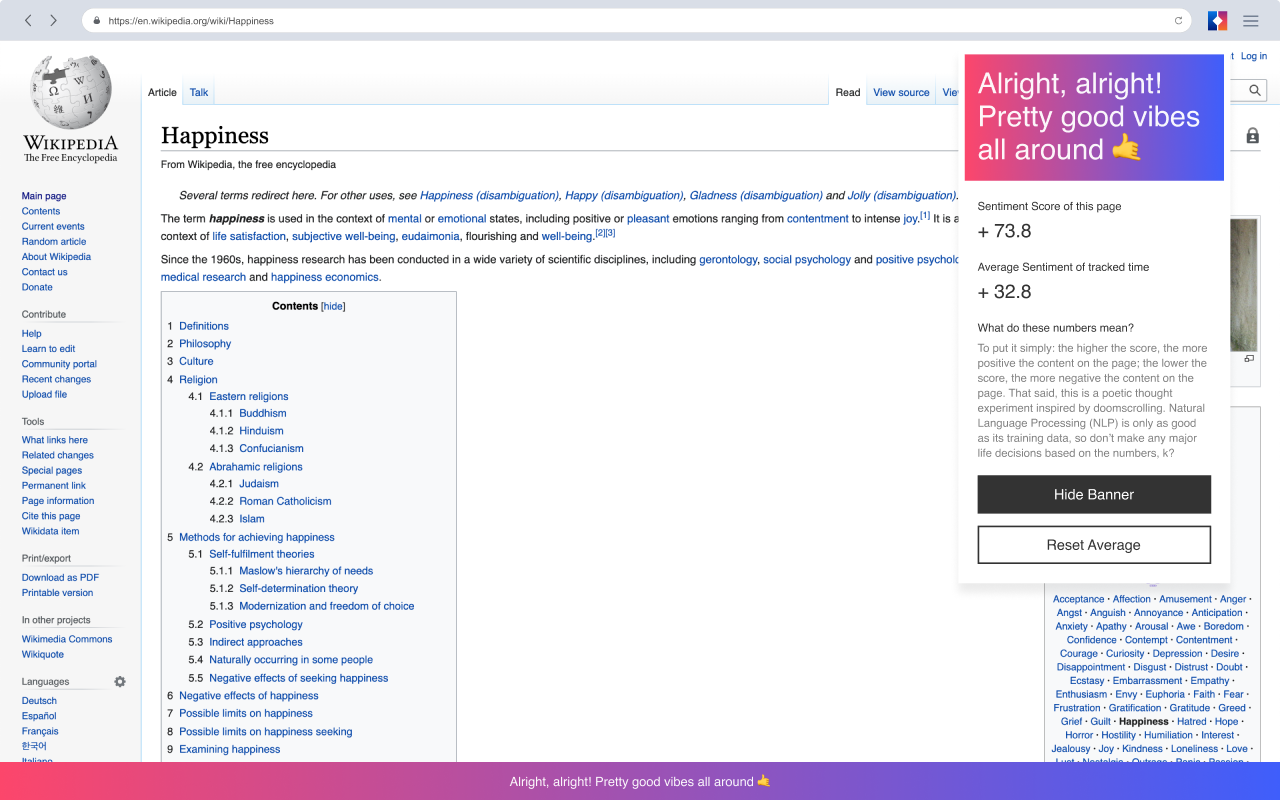 https://en.wikipedia.org/wiki/Happiness
WIKIPEDIA
The Free Encyclopedia
Main page
Contents
Current events
Random article
About Wikipedia
Contact us
Donate
Contribute
Help
Learn to edit
Community portal
Recent changes
Upload file
Tools
What links here
Related changes
Special pages
Permanent link
Page information
Cite this page
Wikidata item
Print/export
Download as PDF
Printable version
In other projects
Wikimedia Commons
Wikiquote
Languages
Deutsch
Español
Français
한국어
Italiano
Log in
Article Talk
Read View source
Happiness
From Wikipedia, the free encyclopedia
Several terms redirect here. For other uses, see Happiness (disambiguation), Happy (disambiguation), Gladness (disambiguation) and Jolly (disambiguation).
The term happiness is used in the context of mental or emotional states, including positive or pleasant emotions ranging from contentment to intense joy.[1] It is a
context of life satisfaction, subjective well-being, eudaimonia, flourishing and well-being.[2][3]
Since the 1960s, happiness research has been conducted in a wide variety of scientific disciplines, including gerontology, social psychology and positive psycholo
medical research and happiness economics.
Contents [hide]
1 Definitions
2 Philosophy
3 Culture
4 Religion
4.1 Eastern religions
4.1.1 Buddhism
4.1.2 Hinduism
4.1.3 Confucianism
4.2 Abrahamic religions
4.2.1 Judaism
4.2.2 Roman Catholicism
4.2.3 Islam
5 Methods for achieving happiness
5.1 Self-fulfilment theories
5.1.1 Maslow's hierarchy of needs
5.1.2 Self-determination theory
5.1.3 Modernization and freedom of choice
5.2 Positive psychology
5.3 Indirect approaches
5.4 Naturally occurring in some people
5.5 Negative effects of seeking happiness
6 Negative effects of happiness
7 Possible limits on happiness
8 Possible limits on happiness seeking
9 Examining happiness
Alright, alright!
Pretty good vibes
all around 🤙
Sentiment Score of this page
+ 73.8
Average Sentiment of tracked time
+ 32.8
What do these numbers mean?
To put it simply: the higher the score, the more
positive the content on the page; the lower the
score, the more negative the content on the
page. That said, this is a poetic thought
experiment inspired by doomscrolling. Natural
Language Processing (NLP) is only as good
as its training data, so don't make any major
life decisions based on the numbers, k?
Hide Banner
Reset Average
Acceptance · Affection · Amusement · Anger ·
Angst · Anguish · Annoyance · Anticipation ·
Anxiety · Apathy · Arousal · Awe · Boredom ·
Confidence · Contempt · Contentment ·
Courage · Curiosity · Depression · Desire ·
Disappointment · Disgust · Distrust · Doubt ·
Ecstasy · Embarrassment · Empathy ·
Enthusiasm · Envy · Euphoria · Faith · Fear ·
Frustration · Gratification · Gratitude · Greed ·
Grief · Guilt · Happiness · Hatred · Hope ·
Horror · Hostility · Humiliation · Interest ·
Jealousy · Joy · Kindness · Loneliness · Love ·
Lust · Nostalgia · Outrage · Panic · Passion ·
Alright, alright! Pretty good vibes all around 🤙